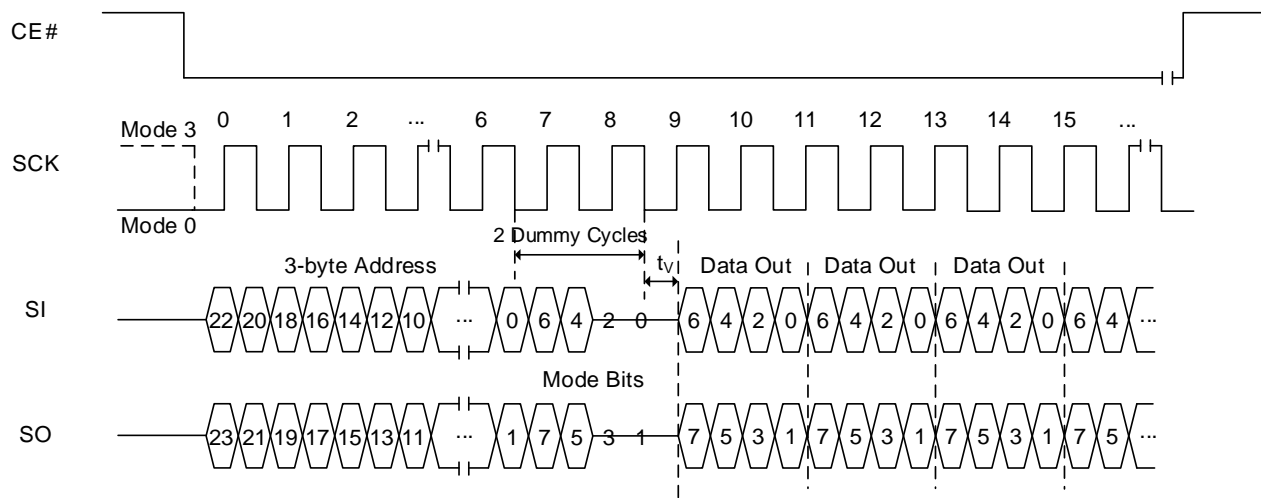 CE#
0 1 2 ... 6 7 8 9 10 11 12 13 14 15 ...
Mode 3
SCK
Mode 0
2 Dummy Cycles
3-byte Address tV Data Out Data Out Data Out
SI 22 20 18 16 14 12 10 ... 0 6 4 2 0 6 4 2 0 6 4 2 0 6 4 2 0 6 4 ...
Mode Bits
SO 23 21 19 17 15 13 11 ... 1 7 5 3 1 7 5 3 1 7 5 3 1 7 5 3 1 7 5 ...